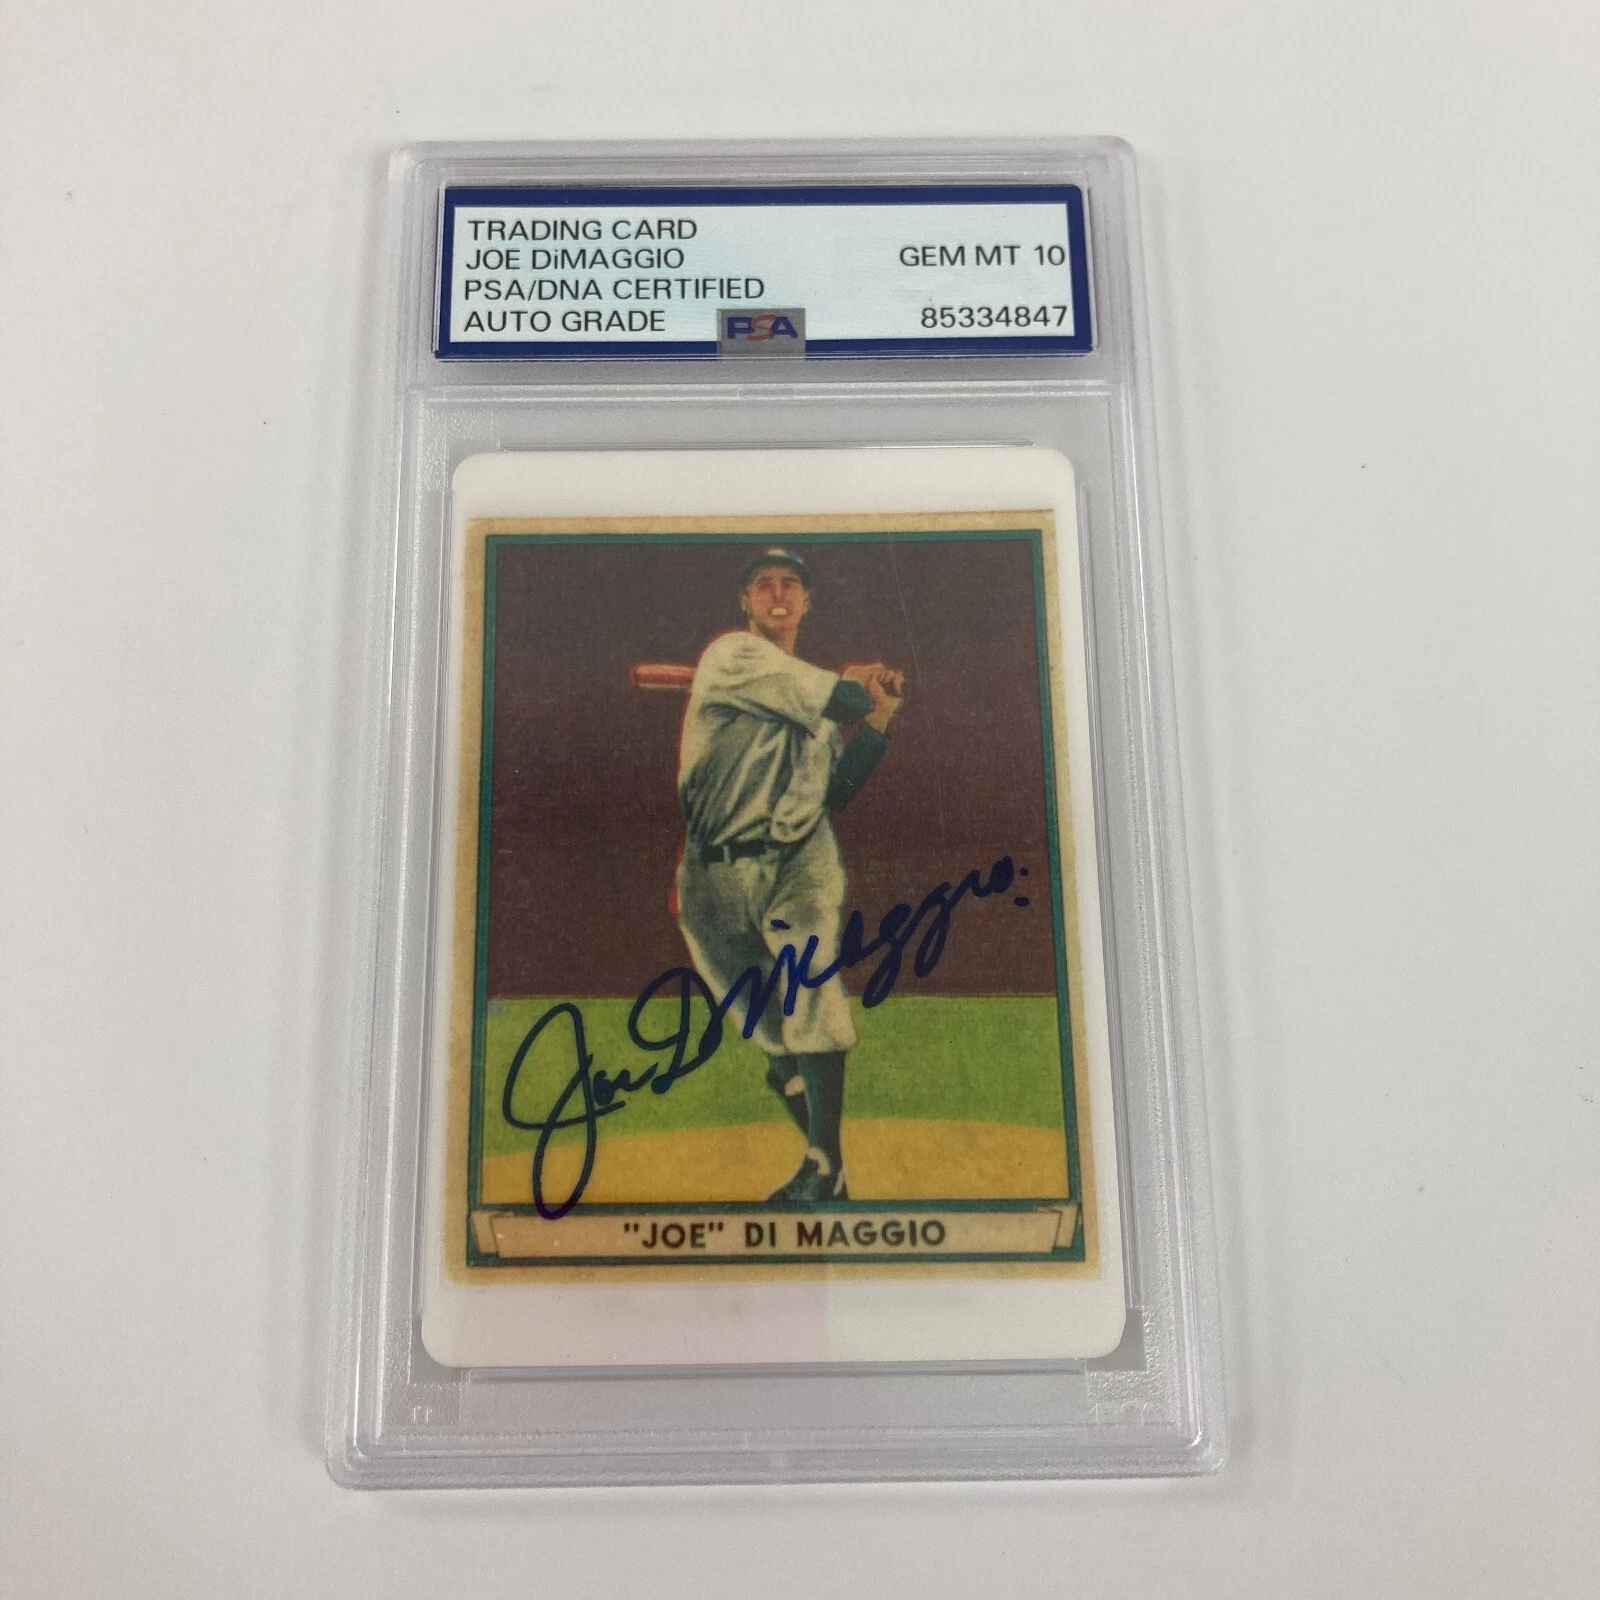 TRADING CARD
JOE DiMAGGIO
PSA/DNA CERTIFIED
AUTO GRADE
GEM MT 10
85334847
PSA
Joe DiMaggio
"JOE" DI MAGGIO